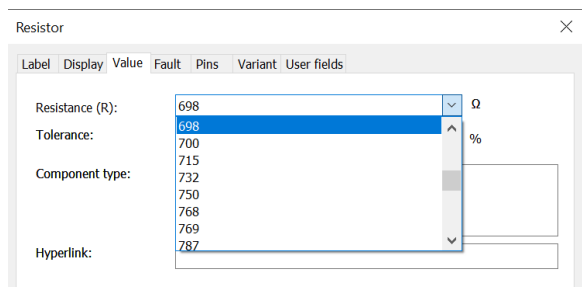 Resistor
Label Display Value Fault Pins Variant User fields
Resistance (R): 698 Ω
698
Tolerance: %
700
715
Component type:
732
750
768
769
Hyperlink:
787